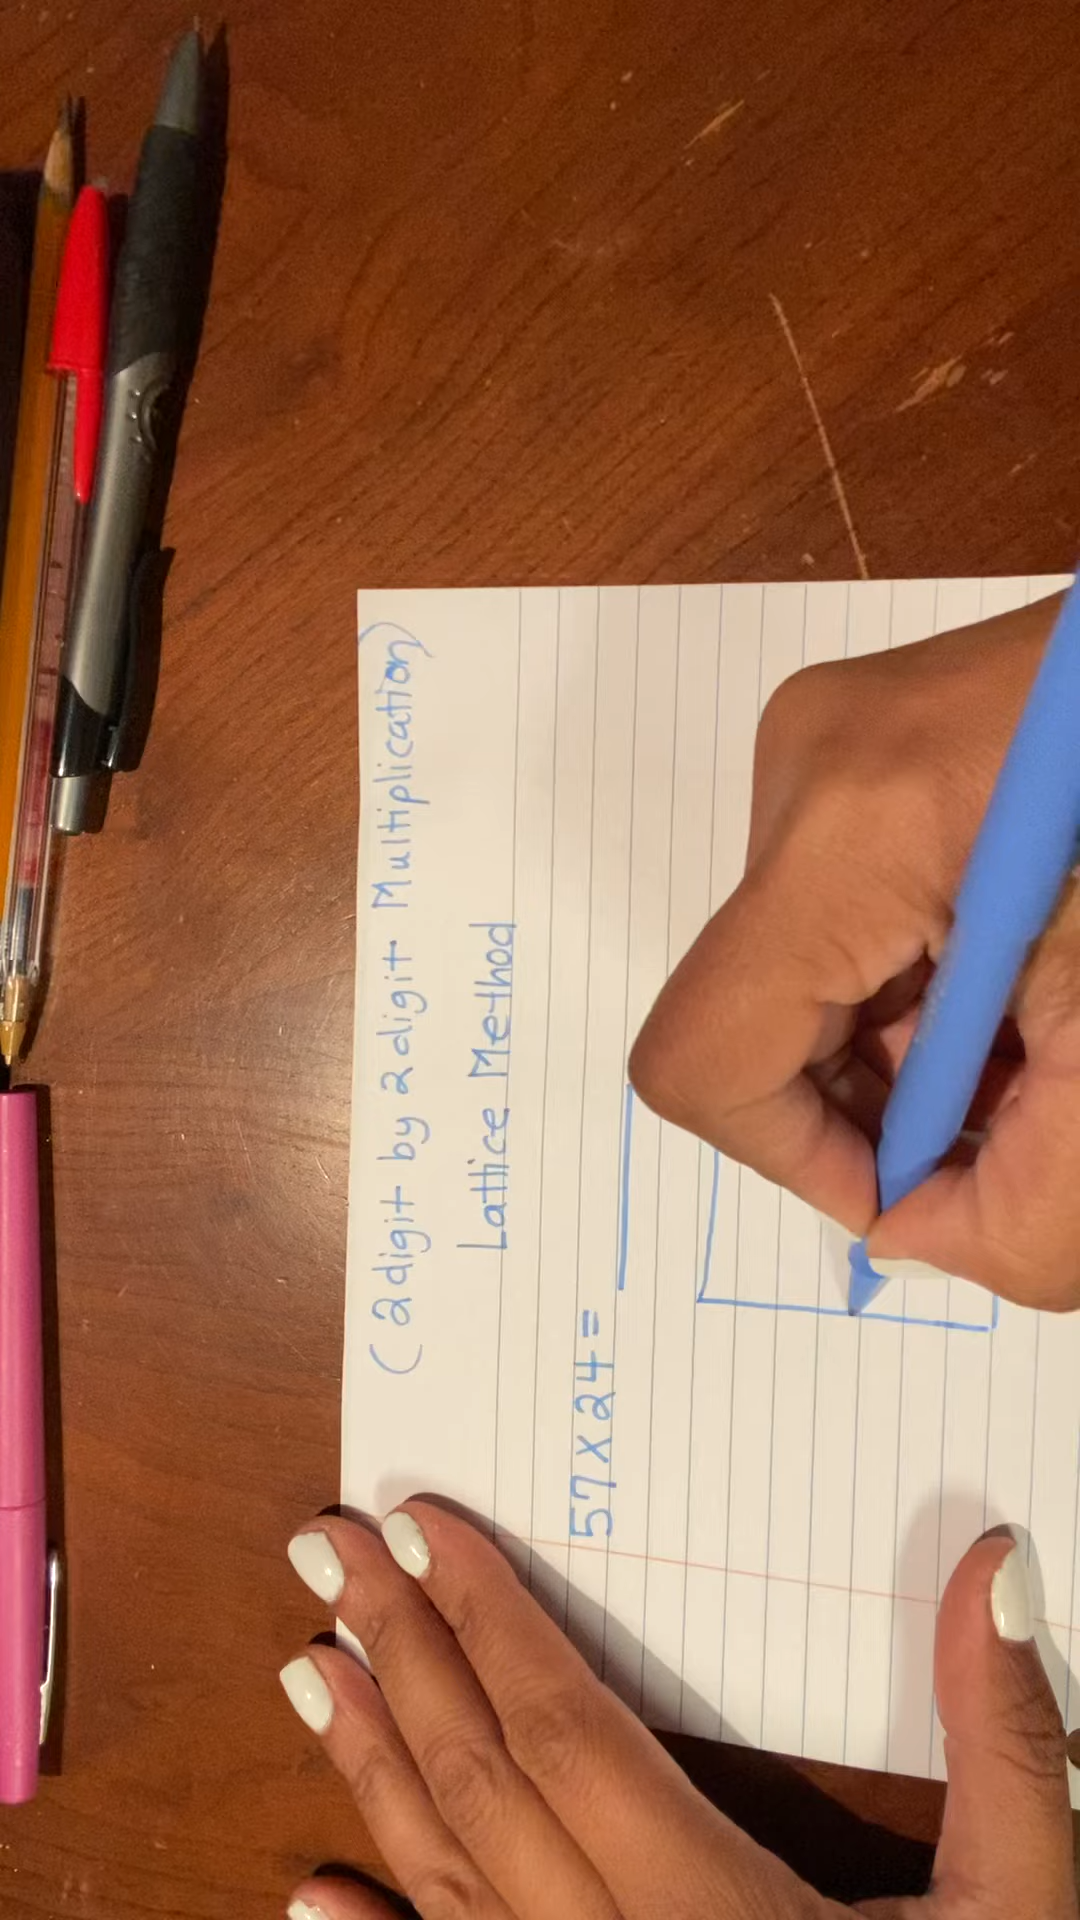 (2 digit by 2 digit Multiplication)
Lattice Method
57 x 24 =